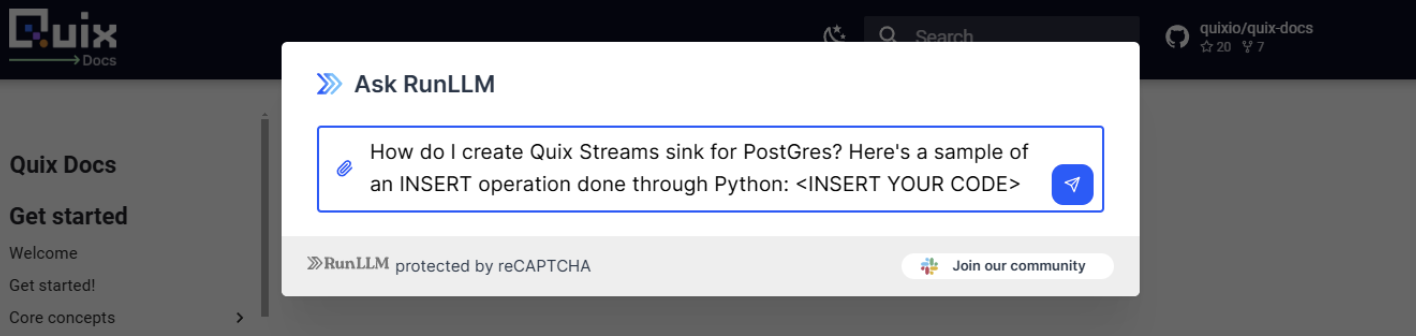 Quix
Docs
Search
quixio/quix-docs
20 7
Ask RunLLM
How do I create Quix Streams sink for PostGres? Here's a sample of
an INSERT operation done through Python: <INSERT YOUR CODE>
RunLLM protected by reCAPTCHA
Join our community
Quix Docs
Get started
Welcome
Get started!
Core concepts